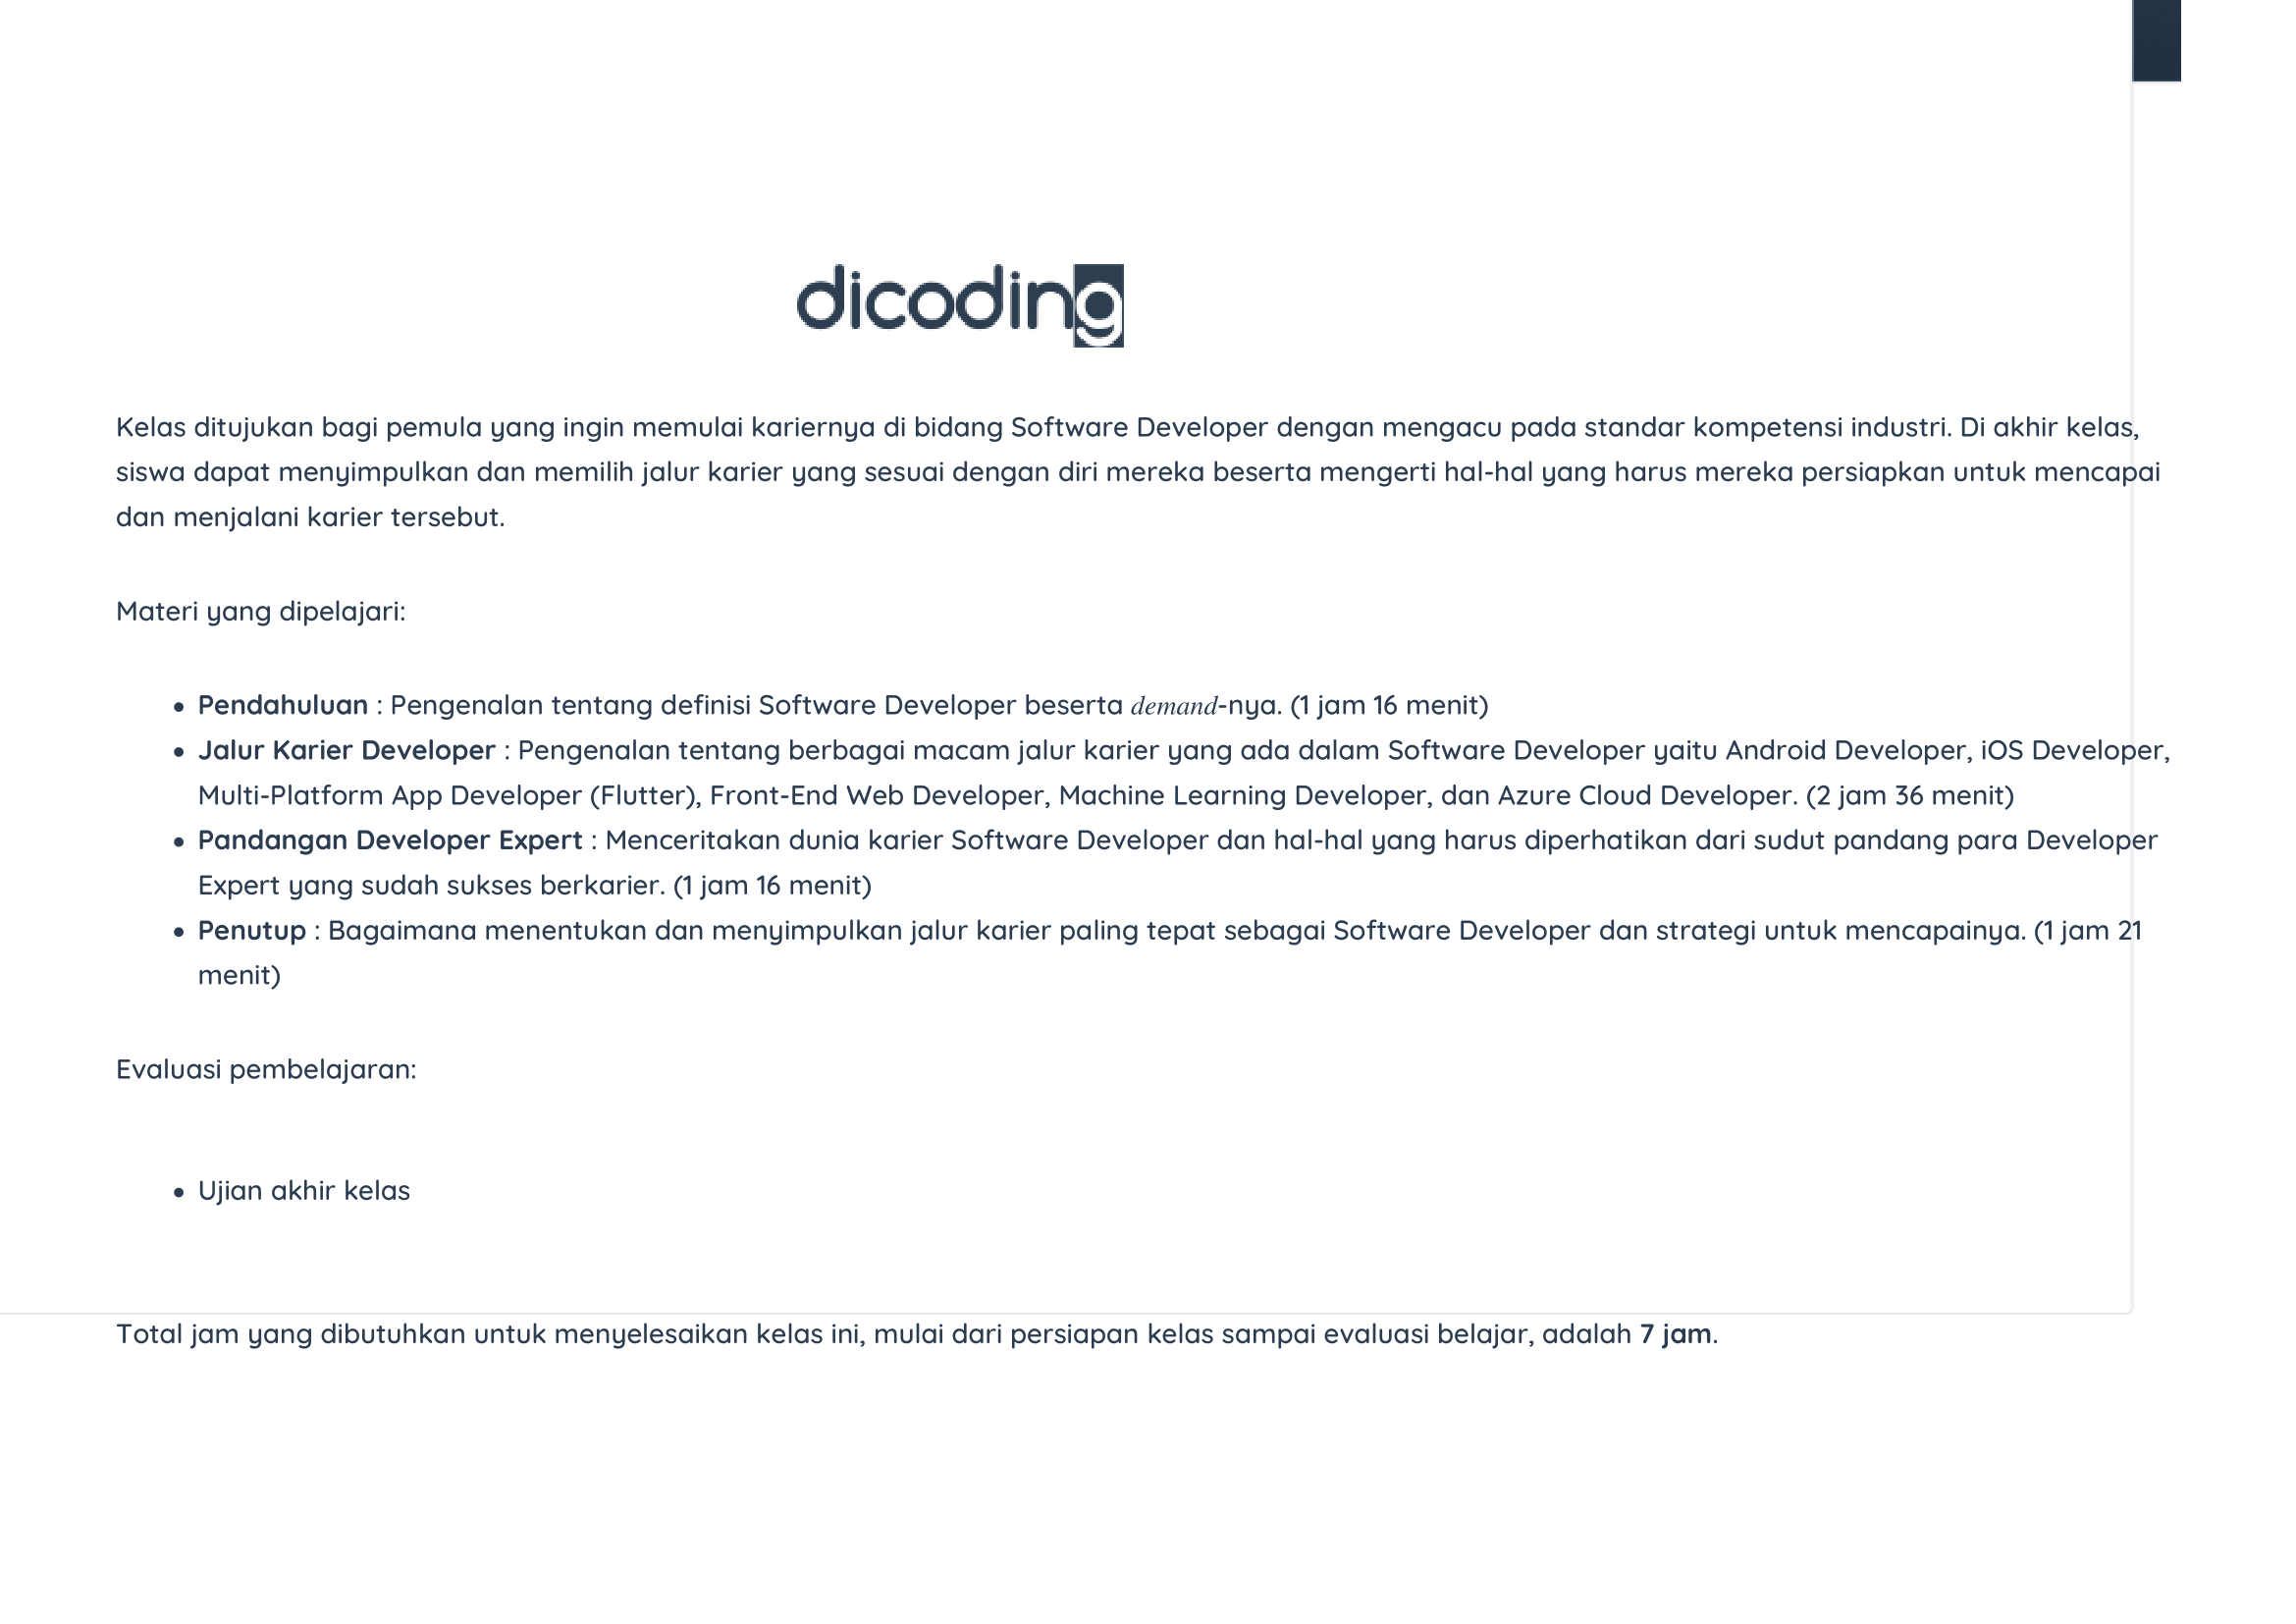 dicoding
Kelas ditujukan bagi pemula yang ingin memulai kariernya di bidang Software Developer dengan mengacu pada standar kompetensi industri. Di akhir kelas,
siswa dapat menyimpulkan dan memilih jalur karier yang sesuai dengan diri mereka beserta mengerti hal-hal yang harus mereka persiapkan untuk mencapai
dan menjalani karier tersebut.
Materi yang dipelajari:
• Pendahuluan : Pengenalan tentang definisi Software Developer beserta demand-nya. (1 jam 16 menit)
• Jalur Karier Developer : Pengenalan tentang berbagai macam jalur karier yang ada dalam Software Developer yaitu Android Developer, iOS Developer,
Multi-Platform App Developer (Flutter), Front-End Web Developer, Machine Learning Developer, dan Azure Cloud Developer. (2 jam 36 menit)
• Pandangan Developer Expert : Menceritakan dunia karier Software Developer dan hal-hal yang harus diperhatikan dari sudut pandang para Developer
Expert yang sudah sukses berkarier. (1 jam 16 menit)
• Penutup : Bagaimana menentukan dan menyimpulkan jalur karier paling tepat sebagai Software Developer dan strategi untuk mencapainya. (1 jam 21
menit)
Evaluasi pembelajaran:
• Ujian akhir kelas
Total jam yang dibutuhkan untuk menyelesaikan kelas ini, mulai dari persiapan kelas sampai evaluasi belajar, adalah 7 jam.